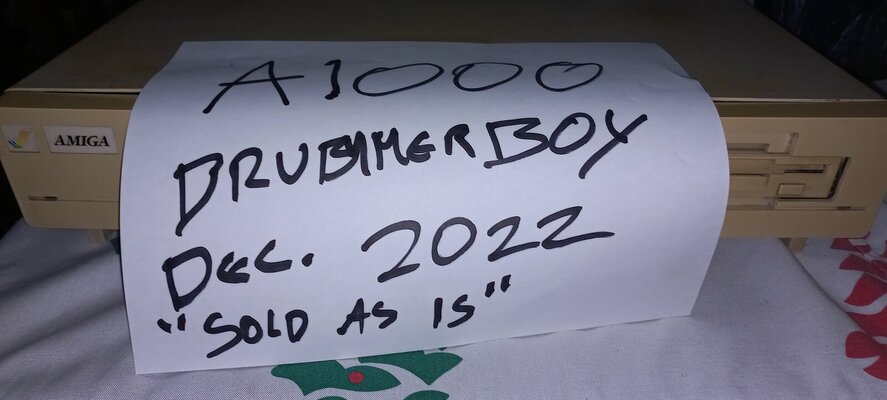 A1000
AMIGA
DRUBMMERBOY
DEC. 2022
"SOLD AS IS"